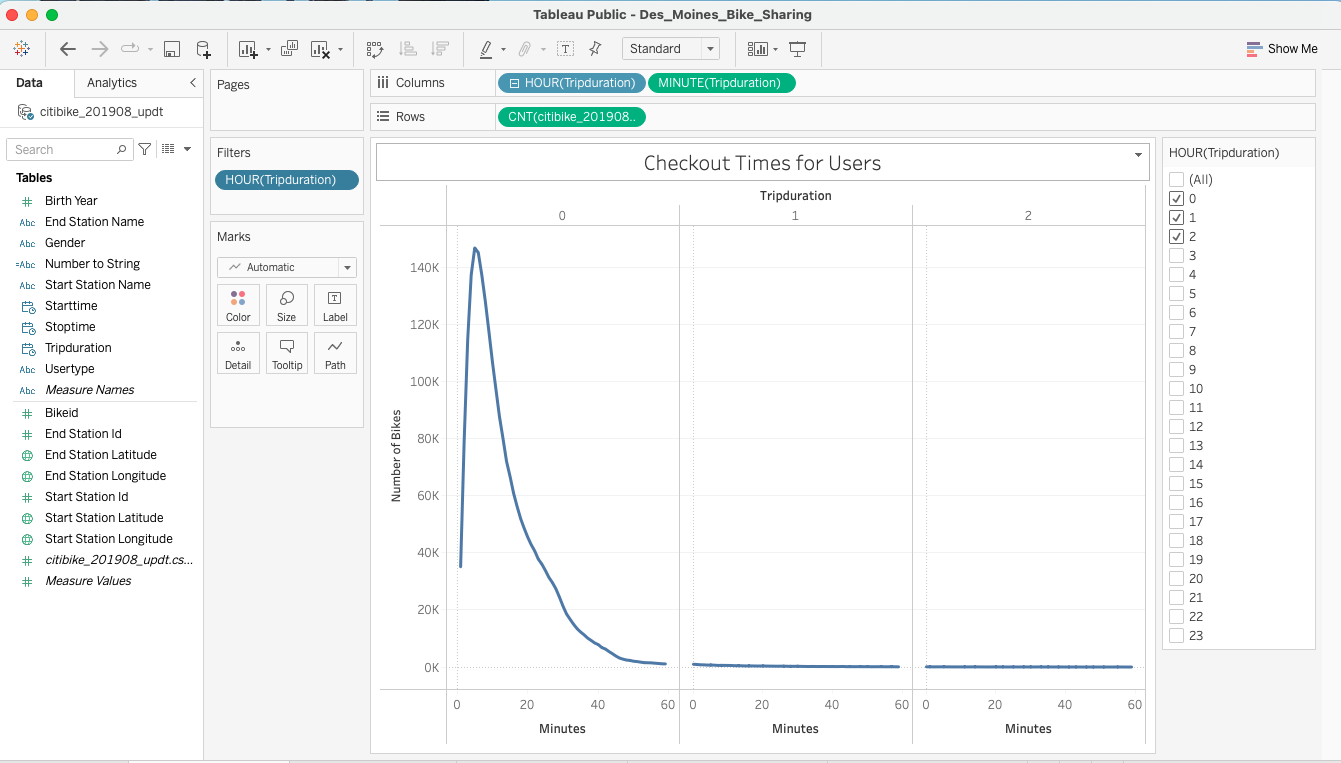 Tableau Public - Des_Moines_Bike_Sharing
Standard
Show Me
Data
Analytics
citibike_201908_updt
Search
Tables
Birth Year
Abc End Station Name
Abc Gender
=Abc Number to String
Abc Start Station Name
Starttime
Stoptime
Tripduration
Abc Usertype
Abc Measure Names
Bikeid
End Station Id
End Station Latitude
End Station Longitude
Start Station Id
Start Station Latitude
Start Station Longitude
citibike_201908_updt.cs...
Measure Values
Pages
Filters
HOUR(Tripduration)
Marks
Automatic
Color
Size
Label
Detail
Tooltip
Path
Columns
HOUR(Tripduration)
MINUTE(Tripduration)
Rows
CNT(citibike_201908..
Checkout Times for Users
Tripduration
0
1
2
Number of Bikes
140K
120K
100K
80K
60K
40K
20K
0K
0 20 40 60
0 20 40 60
0 20 40 60
Minutes
Minutes
Minutes
HOUR(Tripduration)
(All)
0
1
2
3
4
5
6
7
8
9
10
11
12
13
14
15
16
17
18
19
20
21
22
23